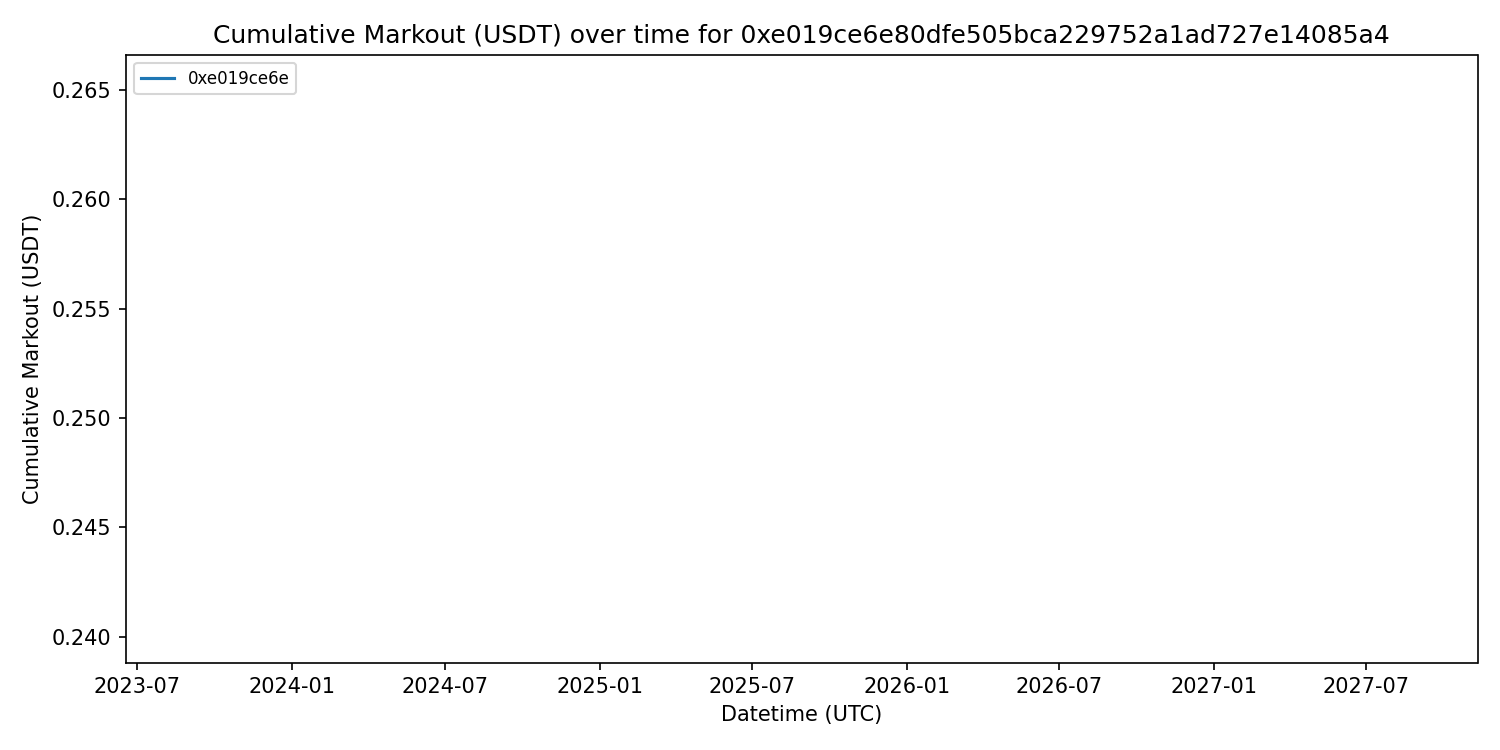 Cumulative Markout (USDT) over time for 0xe019ce6e80dfe505bca229752a1ad727e14085a4
0xe019ce6e
Cumulative Markout (USDT)
0.265
0.260
0.255
0.250
0.245
0.240
2023-07 2024-01 2024-07 2025-01 2025-07 2026-01 2026-07 2027-01 2027-07
Datetime (UTC)